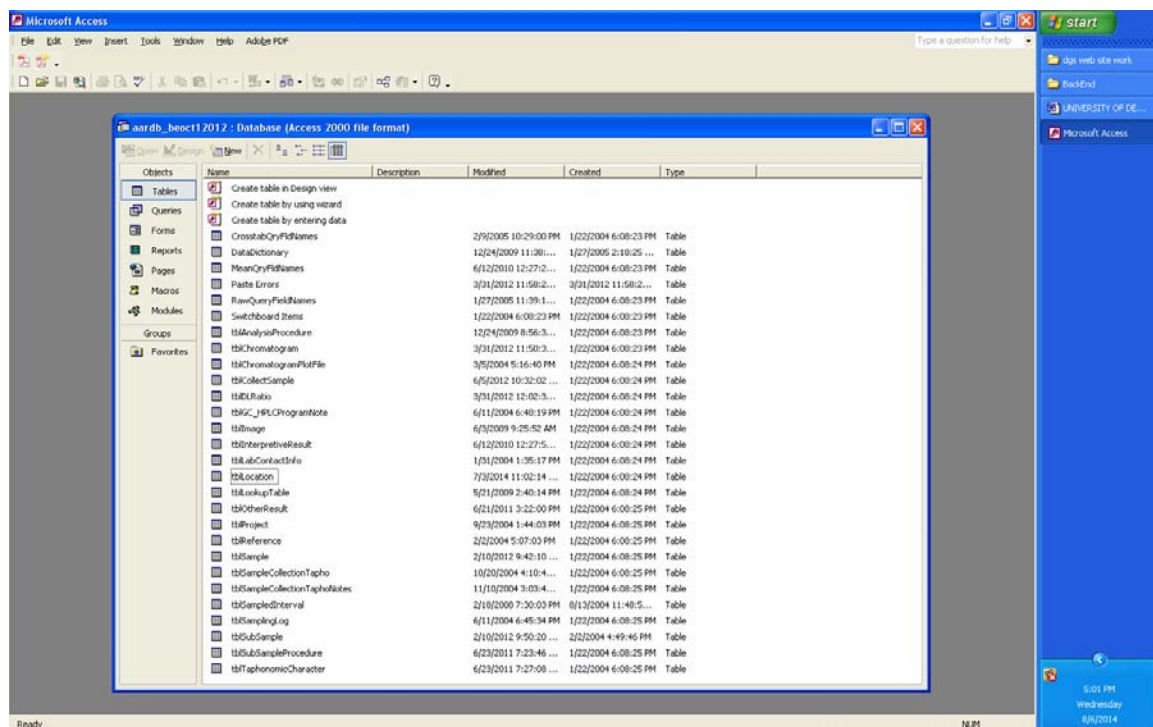 Microsoft Access
File Edit View Insert Tools Window Help Adobe PDF
Type a question for help
aardb_beoct12012 : Database (Access 2000 file format)
Open Design New
Objects
Tables
Queries
Forms
Reports
Pages
Macros
Modules
Groups
Favorites
Name Description Modified Created Type
Create table in Design view
Create table by using wizard
Create table by entering data
CrosstabQryFldNames 2/9/2005 10:29:00 PM 1/22/2004 6:08:23 PM Table
DataDictionary 12/24/2009 11:38:... 1/27/2005 2:18:25 ... Table
MeanQryFldNames 6/12/2010 12:27:2... 1/22/2004 6:08:23 PM Table
Paste Errors 3/31/2012 11:58:2... 3/31/2012 11:58:2... Table
RawQueryFieldNames 1/27/2005 11:39:1... 1/22/2004 6:08:23 PM Table
Switchboard Items 1/22/2004 6:08:23 PM 1/22/2004 6:08:23 PM Table
tblAnalysisProcedure 12/24/2009 8:56:3... 1/22/2004 6:08:23 PM Table
tblChromatogram 3/31/2012 11:50:3... 1/22/2004 6:08:23 PM Table
tblChromatogramPlotFile 3/5/2004 5:16:40 PM 1/22/2004 6:08:24 PM Table
tblCollectSample 6/5/2012 10:32:02 ... 1/22/2004 6:08:24 PM Table
tblDLRatio 3/31/2012 12:02:3... 1/22/2004 6:08:24 PM Table
tblGC_HPLCProgramNote 6/11/2004 6:48:19 PM 1/22/2004 6:08:24 PM Table
tblImage 6/3/2009 9:25:52 AM 1/22/2004 6:08:24 PM Table
tblInterpretiveResult 6/12/2010 12:27:5... 1/22/2004 6:08:24 PM Table
tblLabContactInfo 1/31/2004 1:35:17 PM 1/22/2004 6:08:24 PM Table
tblLocation 7/3/2014 11:02:14 ... 1/22/2004 6:08:24 PM Table
tblLookupTable 5/21/2009 2:40:14 PM 1/22/2004 6:08:24 PM Table
tblOtherResult 6/21/2011 3:22:00 PM 1/22/2004 6:08:25 PM Table
tblProject 9/23/2004 1:44:03 PM 1/22/2004 6:08:25 PM Table
tblReference 2/2/2004 5:07:03 PM 1/22/2004 6:08:25 PM Table
tblSample 2/10/2012 9:42:10 ... 1/22/2004 6:08:25 PM Table
tblSampleCollectionTapho 10/20/2004 4:10:4... 1/22/2004 6:08:25 PM Table
tblSampleCollectionTaphoNotes 11/10/2004 3:03:4... 1/22/2004 6:08:25 PM Table
tblSampledInterval 2/18/2008 7:30:03 PM 8/13/2004 11:48:5... Table
tblSamplingLog 6/11/2004 6:45:34 PM 1/22/2004 6:08:25 PM Table
tblSubSample 2/10/2012 9:50:20 ... 2/2/2004 4:49:46 PM Table
tblSubSampleProcedure 6/23/2011 7:23:46 ... 1/22/2004 6:08:25 PM Table
tblTaphonomicCharacter 6/23/2011 7:27:08 ... 1/22/2004 6:08:25 PM Table
Ready NUM
start
dgs web site work
BackEnd
UNIVERSITY OF DE...
Microsoft Access
5:01 PM
Wednesday
8/6/2014